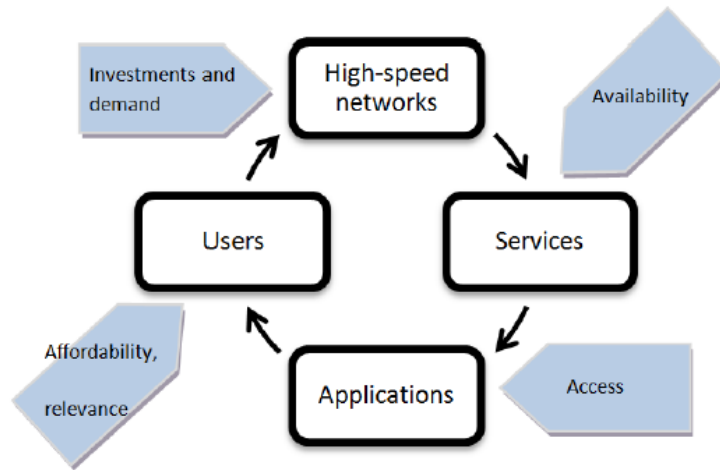 Investments and
demand
High-speed
networks
Availability
Users
Services
Affordability,
relevance
Applications
Access